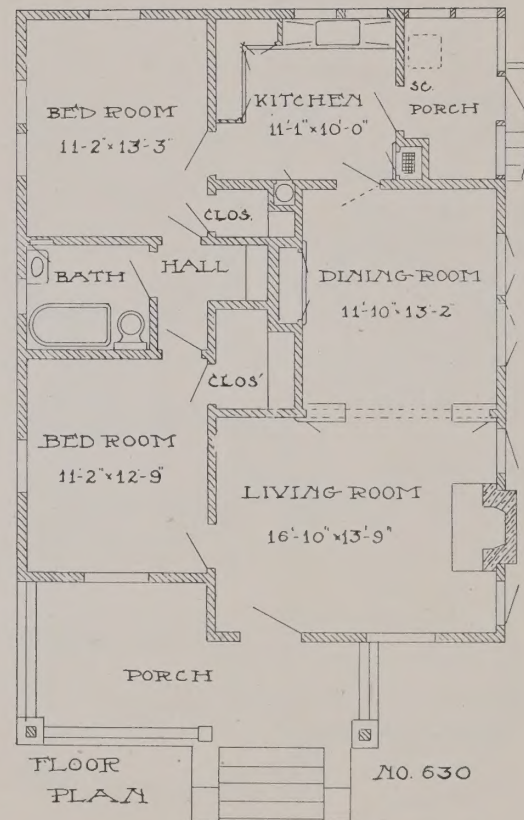 BED ROOM
11-2" x 13'-3"
KITCHEN
11'-1" x 10'-0"
SC.
PORCH
CLOS.
BATH
HALL
DINING-ROOM
11'-10" x 13'-2"
CLOS'
BED ROOM
11-2" x 12-9"
LIVING ROOM
16'-10" x 13'-9"
PORCH
FLOOR
PLAN
NO. 630